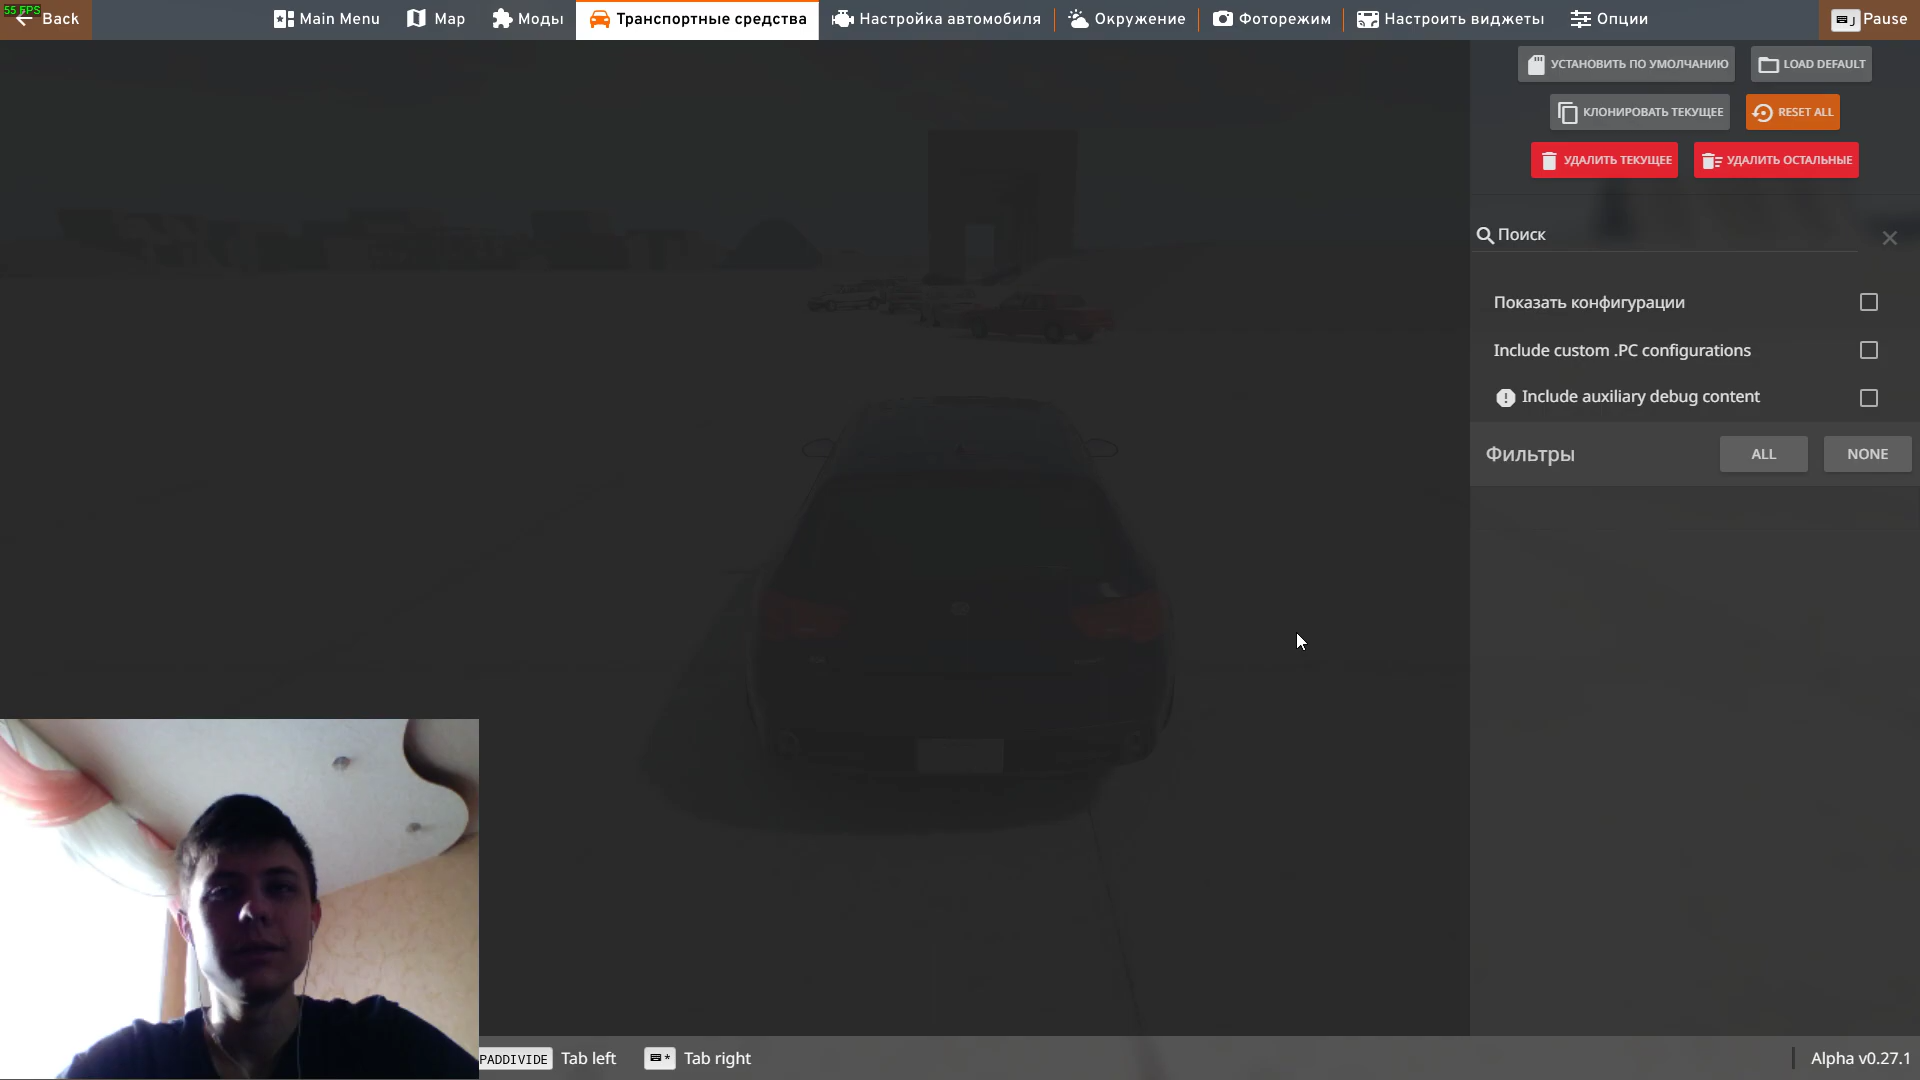 55 FPS
Back
Main Menu
Map
Моды
Транспортные средства
Настройка автомобиля
Окружение
Фоторежим
Настроить виджеты
Опции
J Pause
УСТАНОВИТЬ ПО УМОЛЧАНИЮ
LOAD DEFAULT
КЛОНИРОВАТЬ ТЕКУЩЕЕ
RESET ALL
УДАЛИТЬ ТЕКУЩЕЕ
УДАЛИТЬ ОСТАЛЬНЫЕ
Поиск
Показать конфигурации
Include custom .PC configurations
Include auxiliary debug content
Фильтры
ALL
NONE
PADDIVIDE Tab left
* Tab right
Alpha v0.27.1